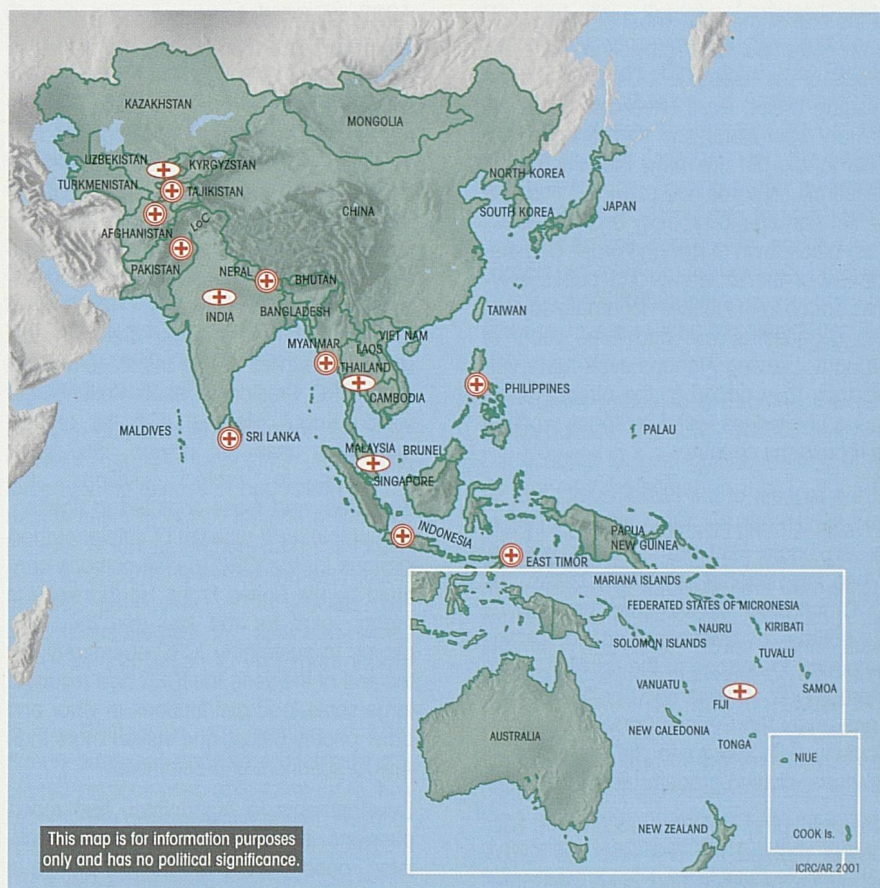 KAZAKHSTAN
MONGOLIA
UZBEKISTAN
KYRGYZSTAN
TURKMENISTAN
TAJIKISTAN
NORTH KOREA
CHINA
SOUTH KOREA
JAPAN
LoC
AFGHANISTAN
PAKISTAN
NEPAL
BHUTAN
INDIA
BANGLADESH
TAIWAN
MYANMAR
VIET NAM
LAOS
THAILAND
CAMBODIA
PHILIPPINES
MALDIVES
SRI LANKA
PALAU
MALAYSIA
BRUNEI
SINGAPORE
INDONESIA
PAPUA
NEW GUINEA
EAST TIMOR
MARIANA ISLANDS
FEDERATED STATES OF MICRONESIA
NAURU
KIRIBATI
SOLOMON ISLANDS
TUVALU
VANUATU
SAMOA
FIJI
NEW CALEDONIA
AUSTRALIA
TONGA
NIUE
NEW ZEALAND
COOK Is.
This map is for information purposes
only and has no political significance.
ICRC/AR.2001